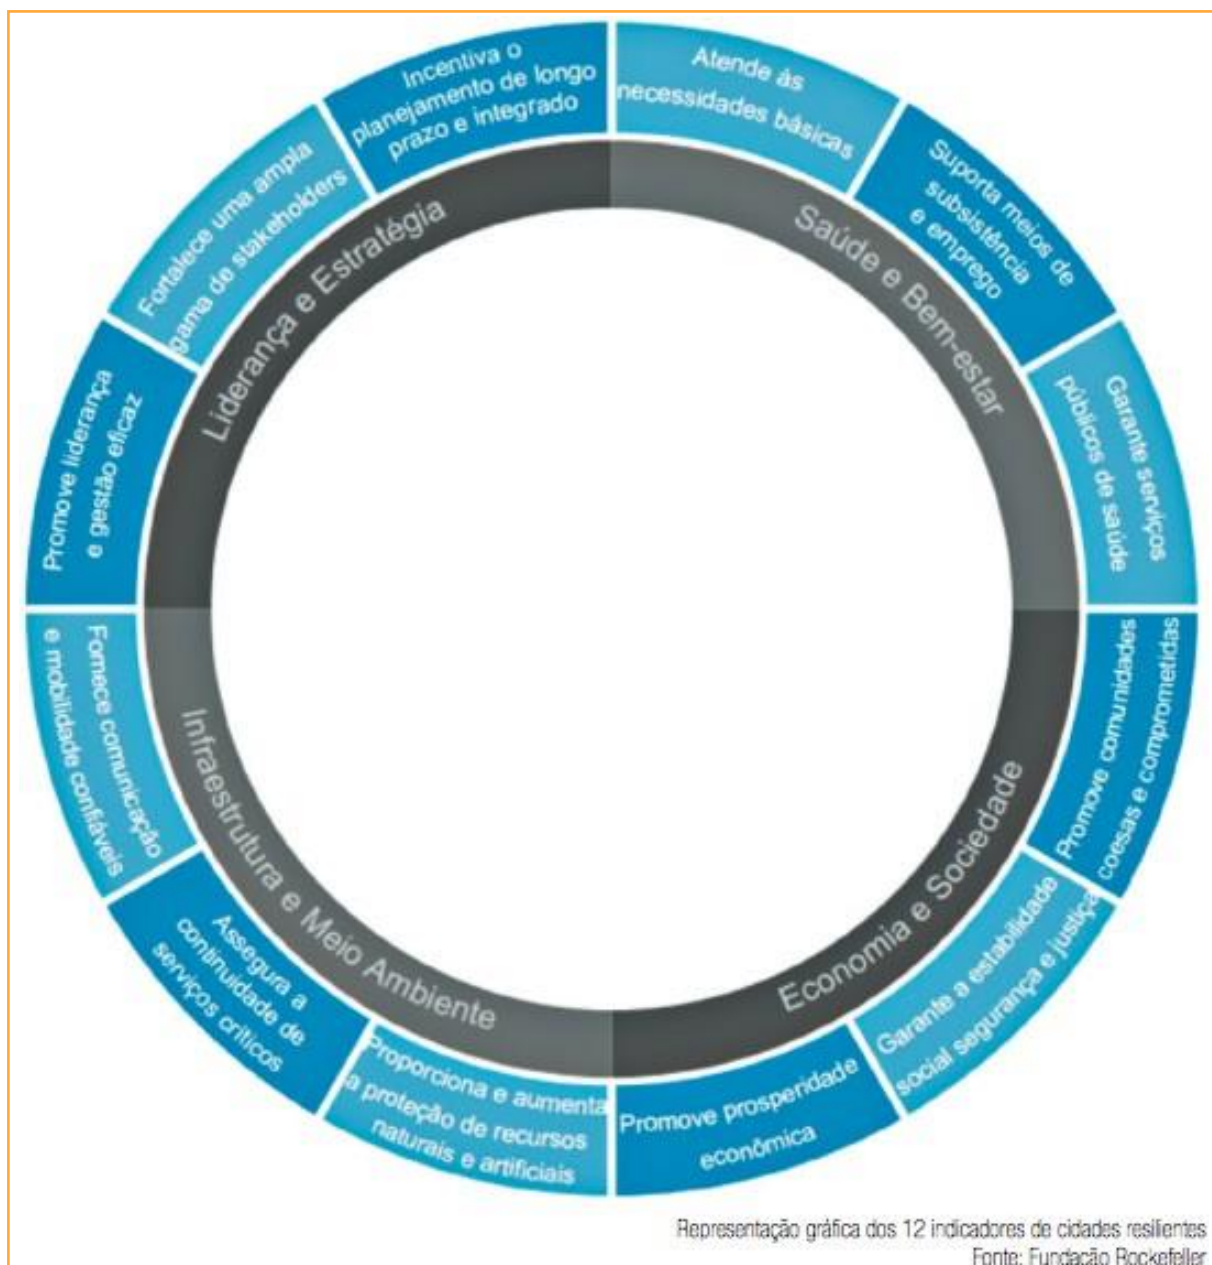 Incentiva o
planejamento de longo
prazo e integrado
Atende às
necessidades básicas
Suporta meios de
subsistência
e emprego
Garante serviços
públicos de saúde
Promove comunidades
coesas e comprometidas
Garante a estabilidade
social segurança e justiça
Promove prosperidade
econômica
Proporciona e aumenta
a proteção de recursos
naturais e artificiais
Assegura a
continuidade de
serviços críticos
Fornece comunicação
e mobilidade confiáveis
Promove liderança
e gestão eficaz
Fortalece uma ampla
gama de stakeholders
Liderança e Estratégia
Saúde e Bem-estar
Economia e Sociedade
Infraestrutura e Meio Ambiente
Representação gráfica dos 12 indicadores de cidades resilientes
Fonte: Fundação Rockefeller